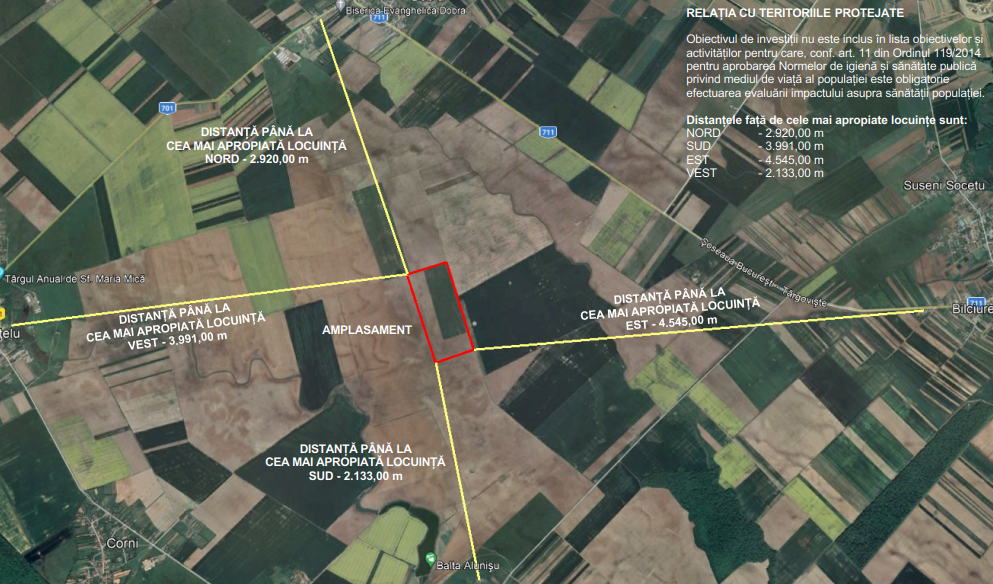 Biserica Evanghelică Dobra
711
RELAȚIA CU TERITORIILE PROTEJATE
Obiectivul de investiții nu este inclus în lista obiectivelor și
activităților pentru care, conf. art. 11 din Ordinul 119/2014
pentru aprobarea Normelor de igienă și sănătate publică
privind mediul de viață al populației este obligatorie
efectuarea evaluării impactului asupra sănătății populației.
Distanțele față de cele mai apropiate locuințe sunt:
NORD - 2.920,00 m
SUD - 3.991,00 m
EST - 4.545,00 m
VEST - 2.133,00 m
701
711
DISTANȚĂ PÂNĂ LA
CEA MAI APROPIATĂ LOCUINȚĂ
NORD - 2.920,00 m
Suseni Socetu
Șoseaua București - Târgoviște
Târgul Anual de Sf. Maria Mică
DISTANȚĂ PÂNĂ LA
CEA MAI APROPIATĂ LOCUINȚĂ
VEST - 3.991,00 m
țelu
AMPLASAMENT
DISTANȚĂ PÂNĂ LA
CEA MAI APROPIATĂ LOCUINȚĂ
EST - 4.545,00 m
711
Bilciure
DISTANȚĂ PÂNĂ LA
CEA MAI APROPIATĂ LOCUINȚĂ
SUD - 2.133,00 m
Corni
Balta Alunișu